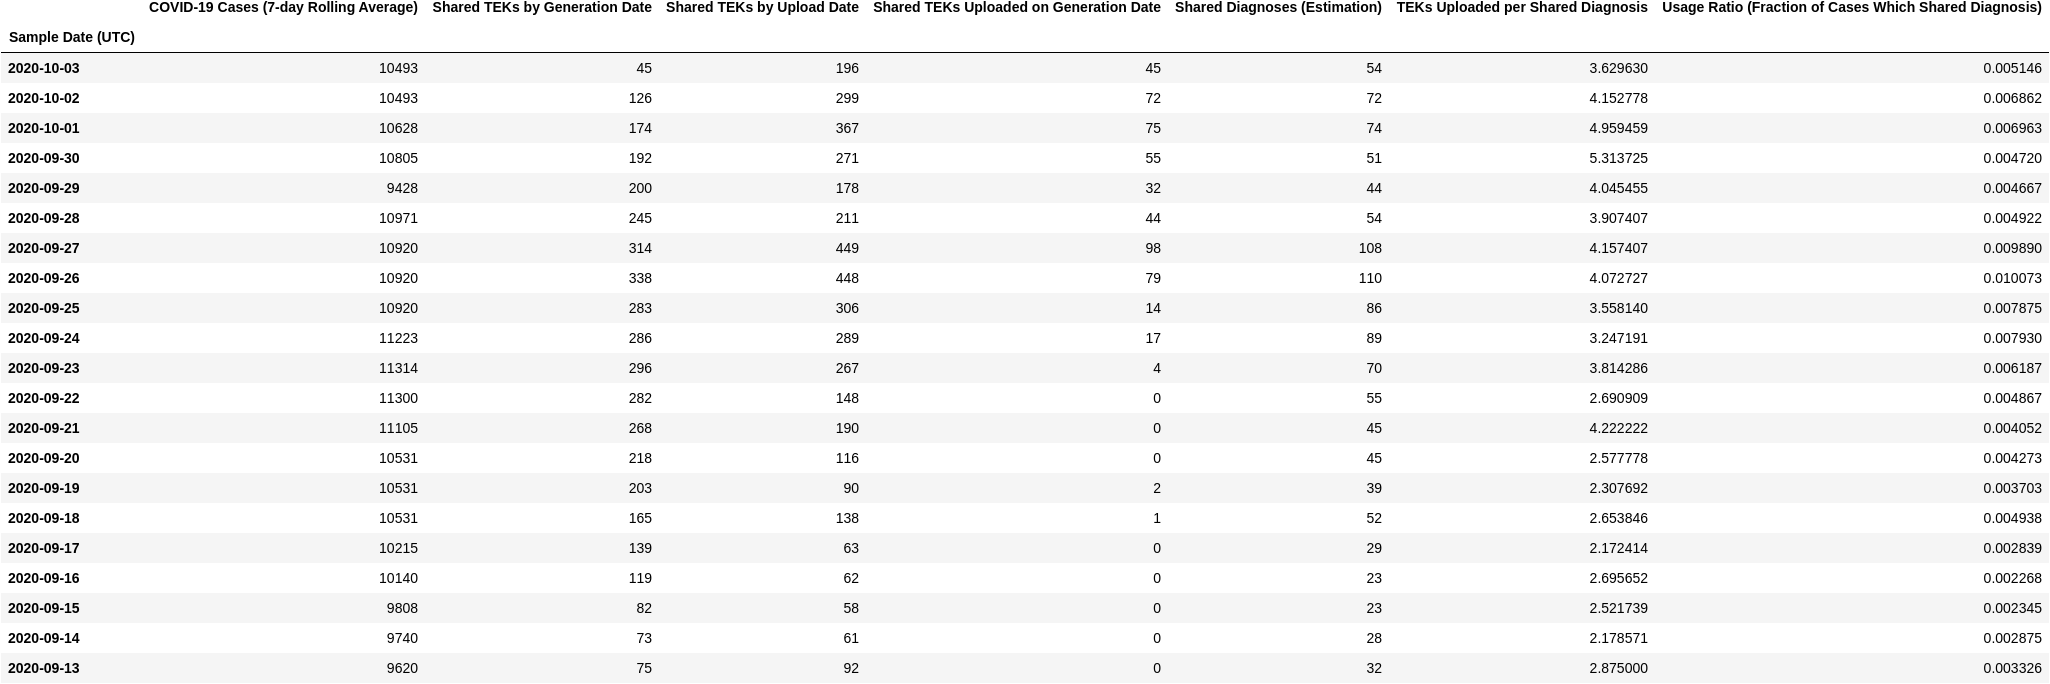 COVID-19 Cases (7-day Rolling Average) Shared TEKs by Generation Date Shared TEKs by Upload Date Shared TEKs Uploaded on Generation Date Shared Diagnoses (Estimation) TEKs Uploaded per Shared Diagnosis Usage Ratio (Fraction of Cases Which Shared Diagnosis)
Sample Date (UTC)
2020-10-03 10493 45 196 45 54 3.629630 0.005146
2020-10-02 10493 126 299 72 72 4.152778 0.006862
2020-10-01 10628 174 367 75 74 4.959459 0.006963
2020-09-30 10805 192 271 55 51 5.313725 0.004720
2020-09-29 9428 200 178 32 44 4.045455 0.004667
2020-09-28 10971 245 211 44 54 3.907407 0.004922
2020-09-27 10920 314 449 98 108 4.157407 0.009890
2020-09-26 10920 338 448 79 110 4.072727 0.010073
2020-09-25 10920 283 306 14 86 3.558140 0.007875
2020-09-24 11223 286 289 17 89 3.247191 0.007930
2020-09-23 11314 296 267 4 70 3.814286 0.006187
2020-09-22 11300 282 148 0 55 2.690909 0.004867
2020-09-21 11105 268 190 0 45 4.222222 0.004052
2020-09-20 10531 218 116 0 45 2.577778 0.004273
2020-09-19 10531 203 90 2 39 2.307692 0.003703
2020-09-18 10531 165 138 1 52 2.653846 0.004938
2020-09-17 10215 139 63 0 29 2.172414 0.002839
2020-09-16 10140 119 62 0 23 2.695652 0.002268
2020-09-15 9808 82 58 0 23 2.521739 0.002345
2020-09-14 9740 73 61 0 28 2.178571 0.002875
2020-09-13 9620 75 92 0 32 2.875000 0.003326